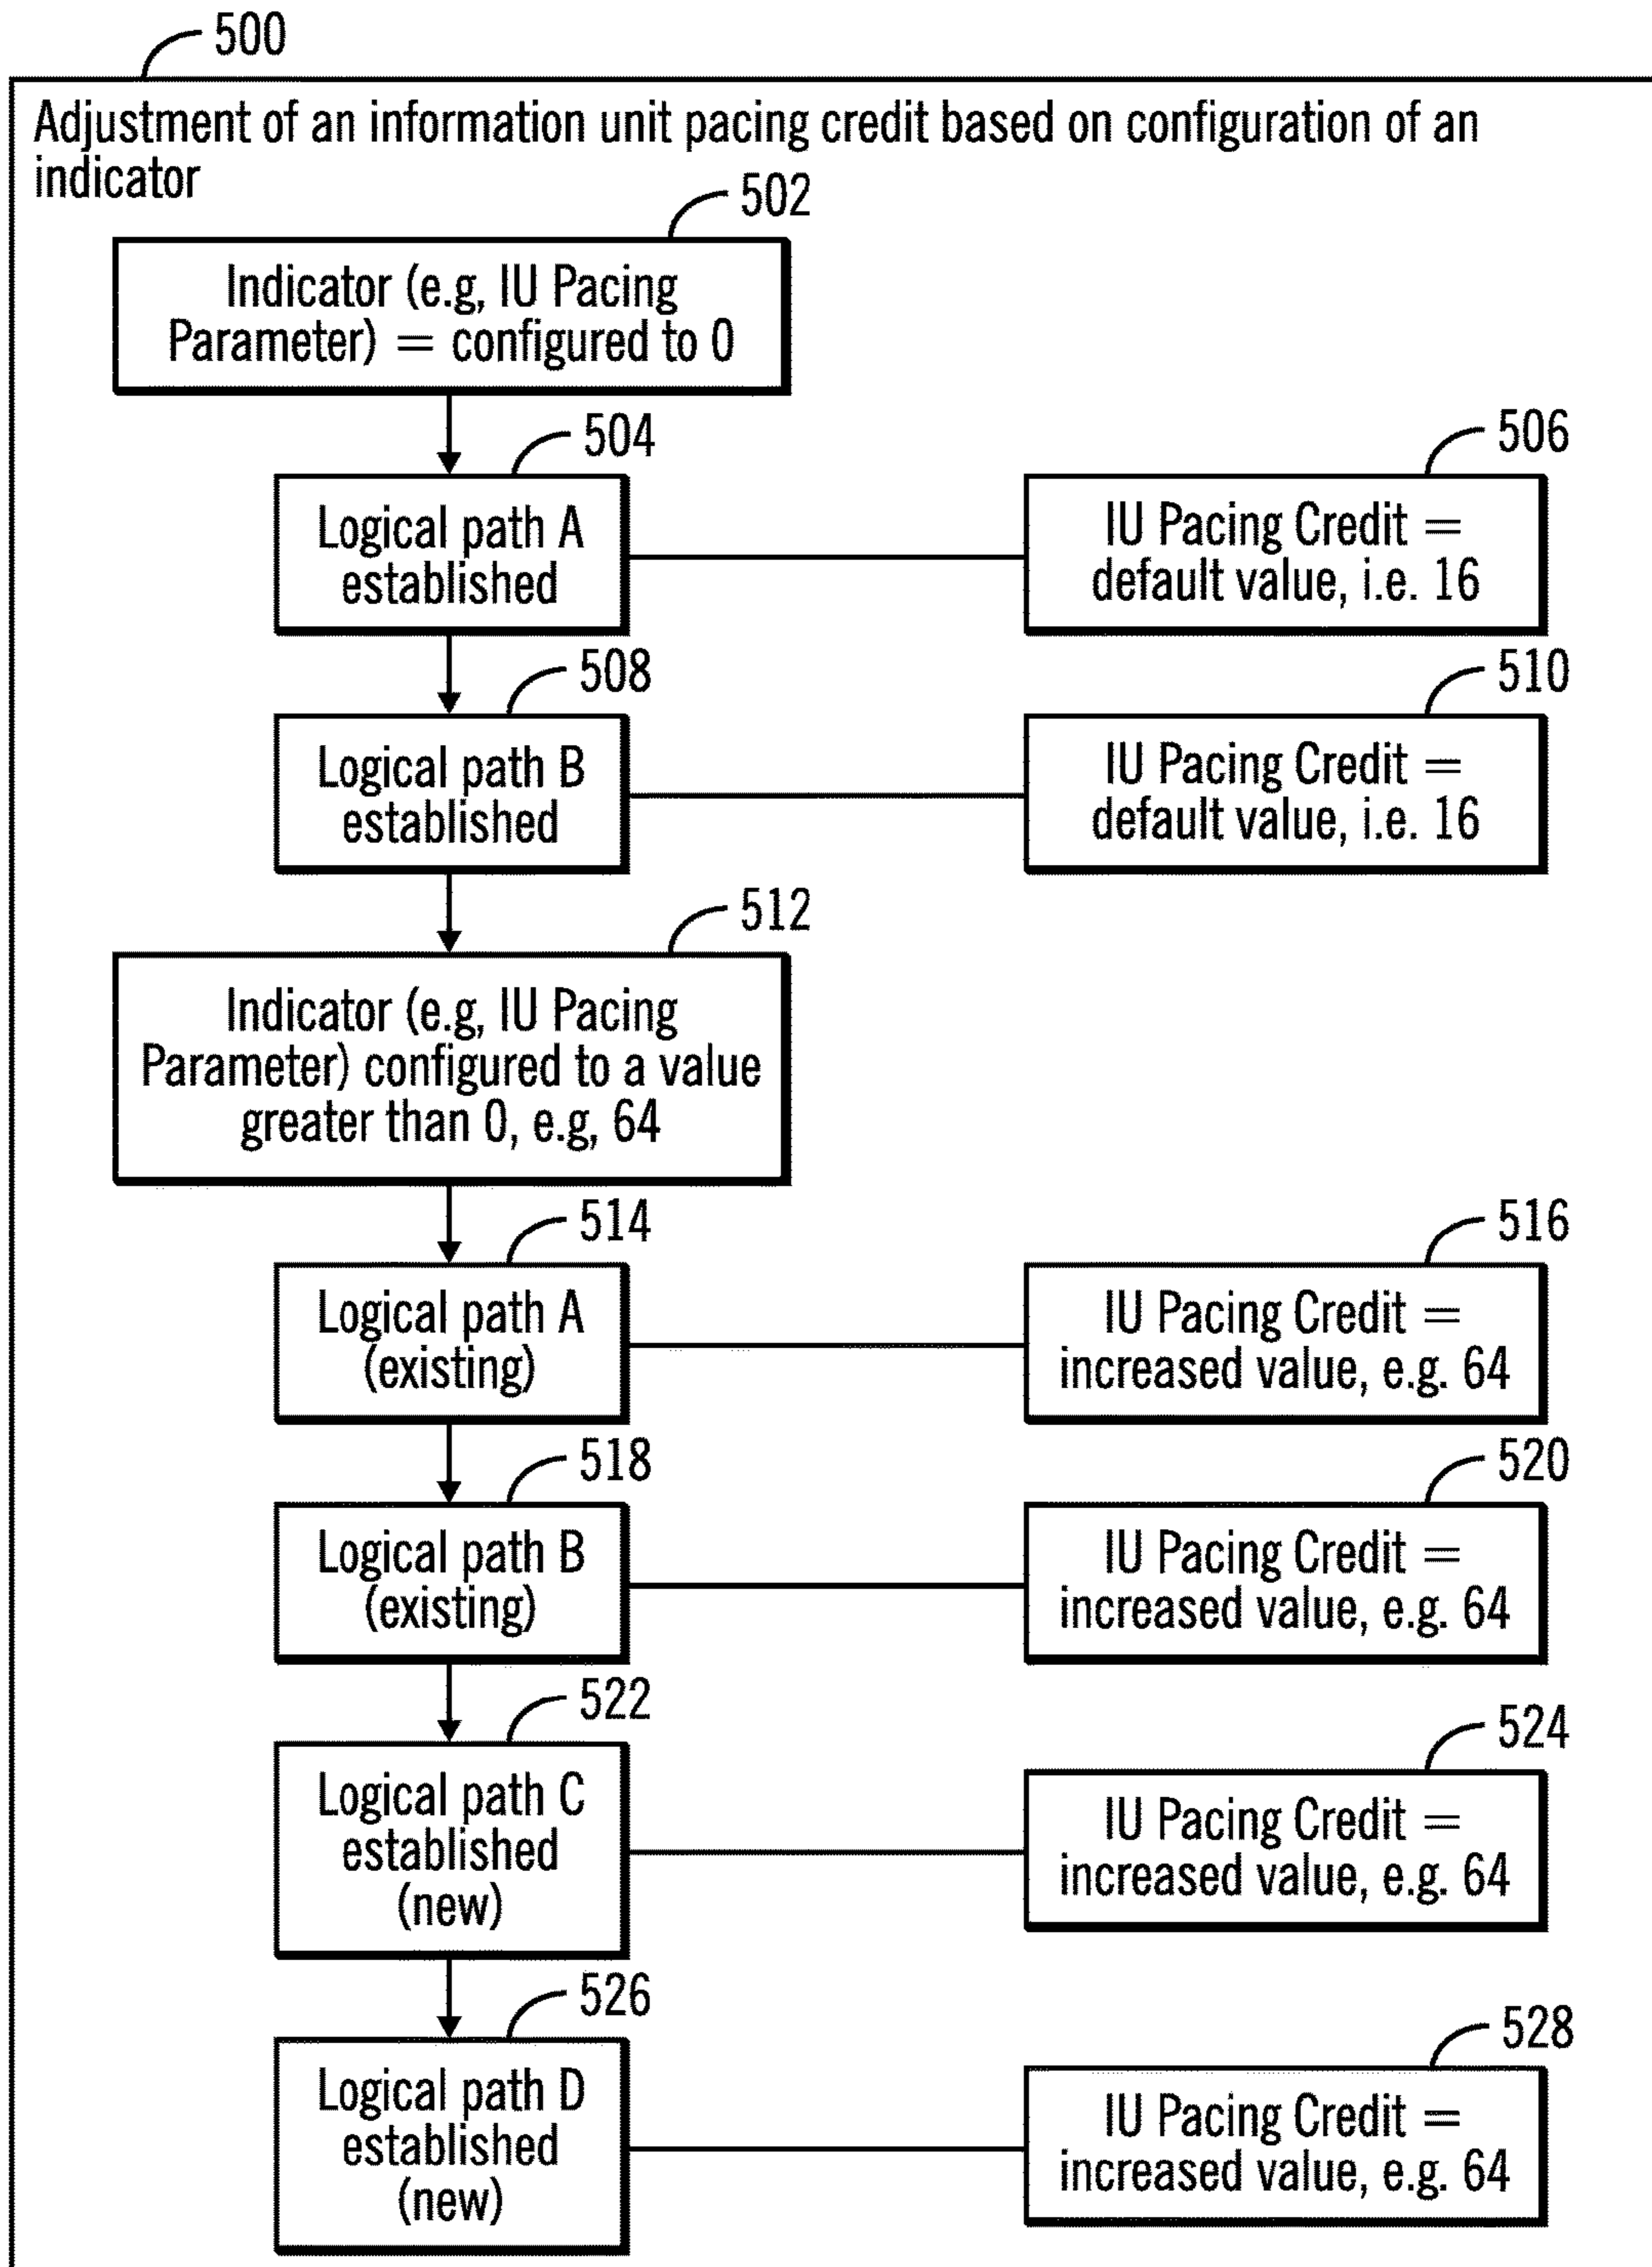 500
Adjustment of an information unit pacing credit based on configuration of an
indicator
502
Indicator (e.g, IU Pacing
Parameter) = configured to 0
504
Logical path A
established
506
IU Pacing Credit =
default value, i.e. 16
508
Logical path B
established
510
IU Pacing Credit =
default value, i.e. 16
512
Indicator (e.g, IU Pacing
Parameter) configured to a value
greater than 0, e.g, 64
514
Logical path A
(existing)
516
IU Pacing Credit =
increased value, e.g. 64
518
Logical path B
(existing)
520
IU Pacing Credit =
increased value, e.g. 64
522
Logical path C
established
(new)
524
IU Pacing Credit =
increased value, e.g. 64
526
Logical path D
established
(new)
528
IU Pacing Credit =
increased value, e.g. 64